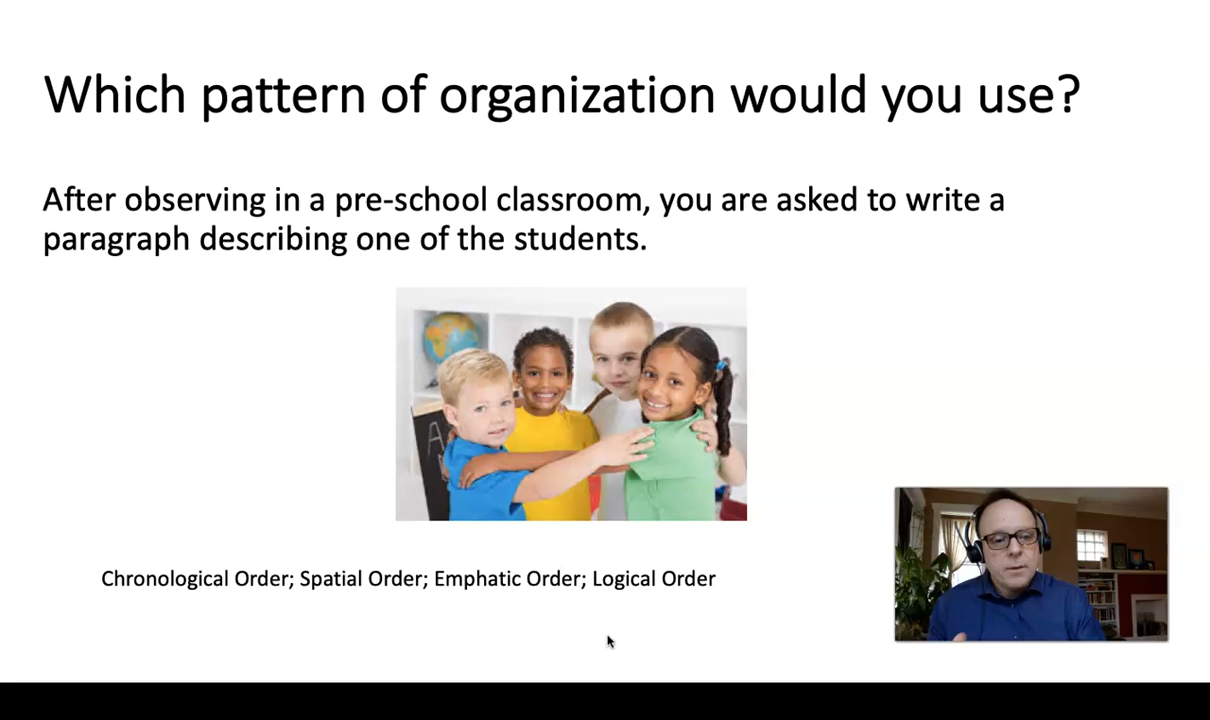 Which pattern of organization would you use?
After observing in a pre-school classroom, you are asked to write a
paragraph describing one of the students.
A
Chronological Order; Spatial Order; Emphatic Order; Logical Order